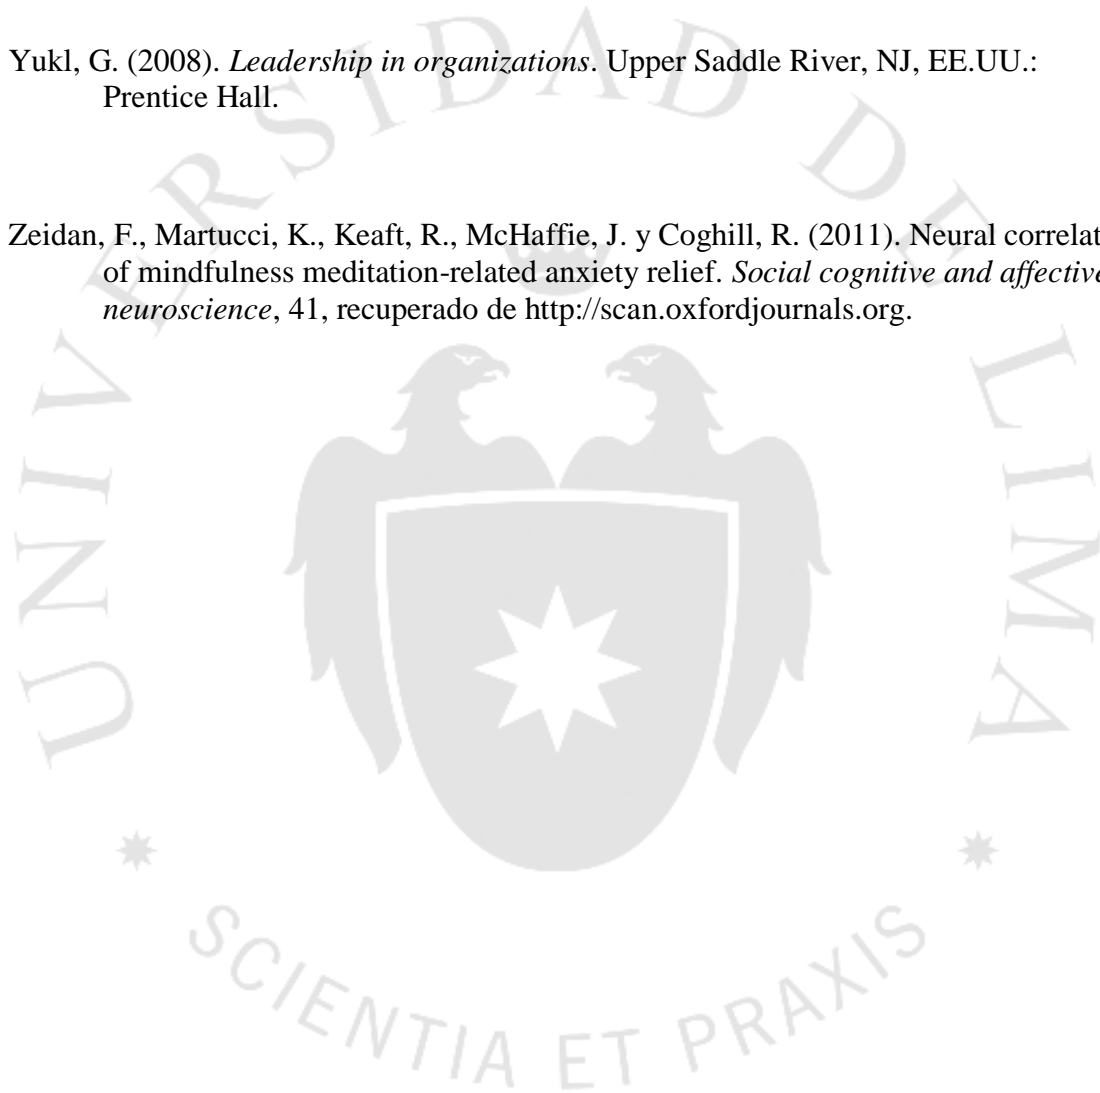 Yukl, G. (2008). Leadership in organizations. Upper Saddle River, NJ, EE.UU.:
Prentice Hall.
Zeidan, F., Martucci, K., Keaft, R., McHaffie, J. y Coghill, R. (2011). Neural correlat
of mindfulness meditation-related anxiety relief. Social cognitive and affective
neuroscience, 41, recuperado de http://scan.oxfordjournals.org.
UNIVERSIDAD DE LIMA
SCIENTIA ET PRAXIS